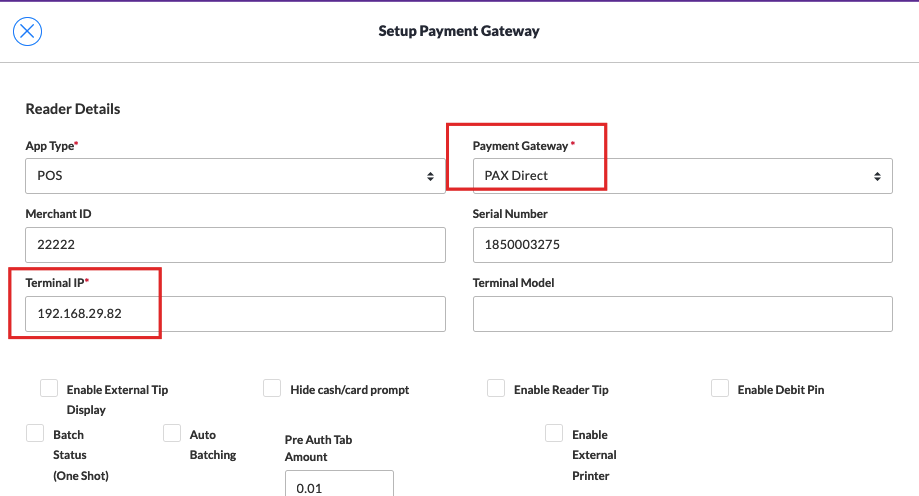 Setup Payment Gateway
Reader Details
App Type*
Payment Gateway *
POS
PAX Direct
Merchant ID
Serial Number
22222
1850003275
Terminal IP*
Terminal Model
192.168.29.82
Enable External Tip
Display
Hide cash/card prompt
Enable Reader Tip
Enable Debit Pin
Batch
Status
(One Shot)
Auto
Batching
Pre Auth Tab
Amount
0.01
Enable
External
Printer